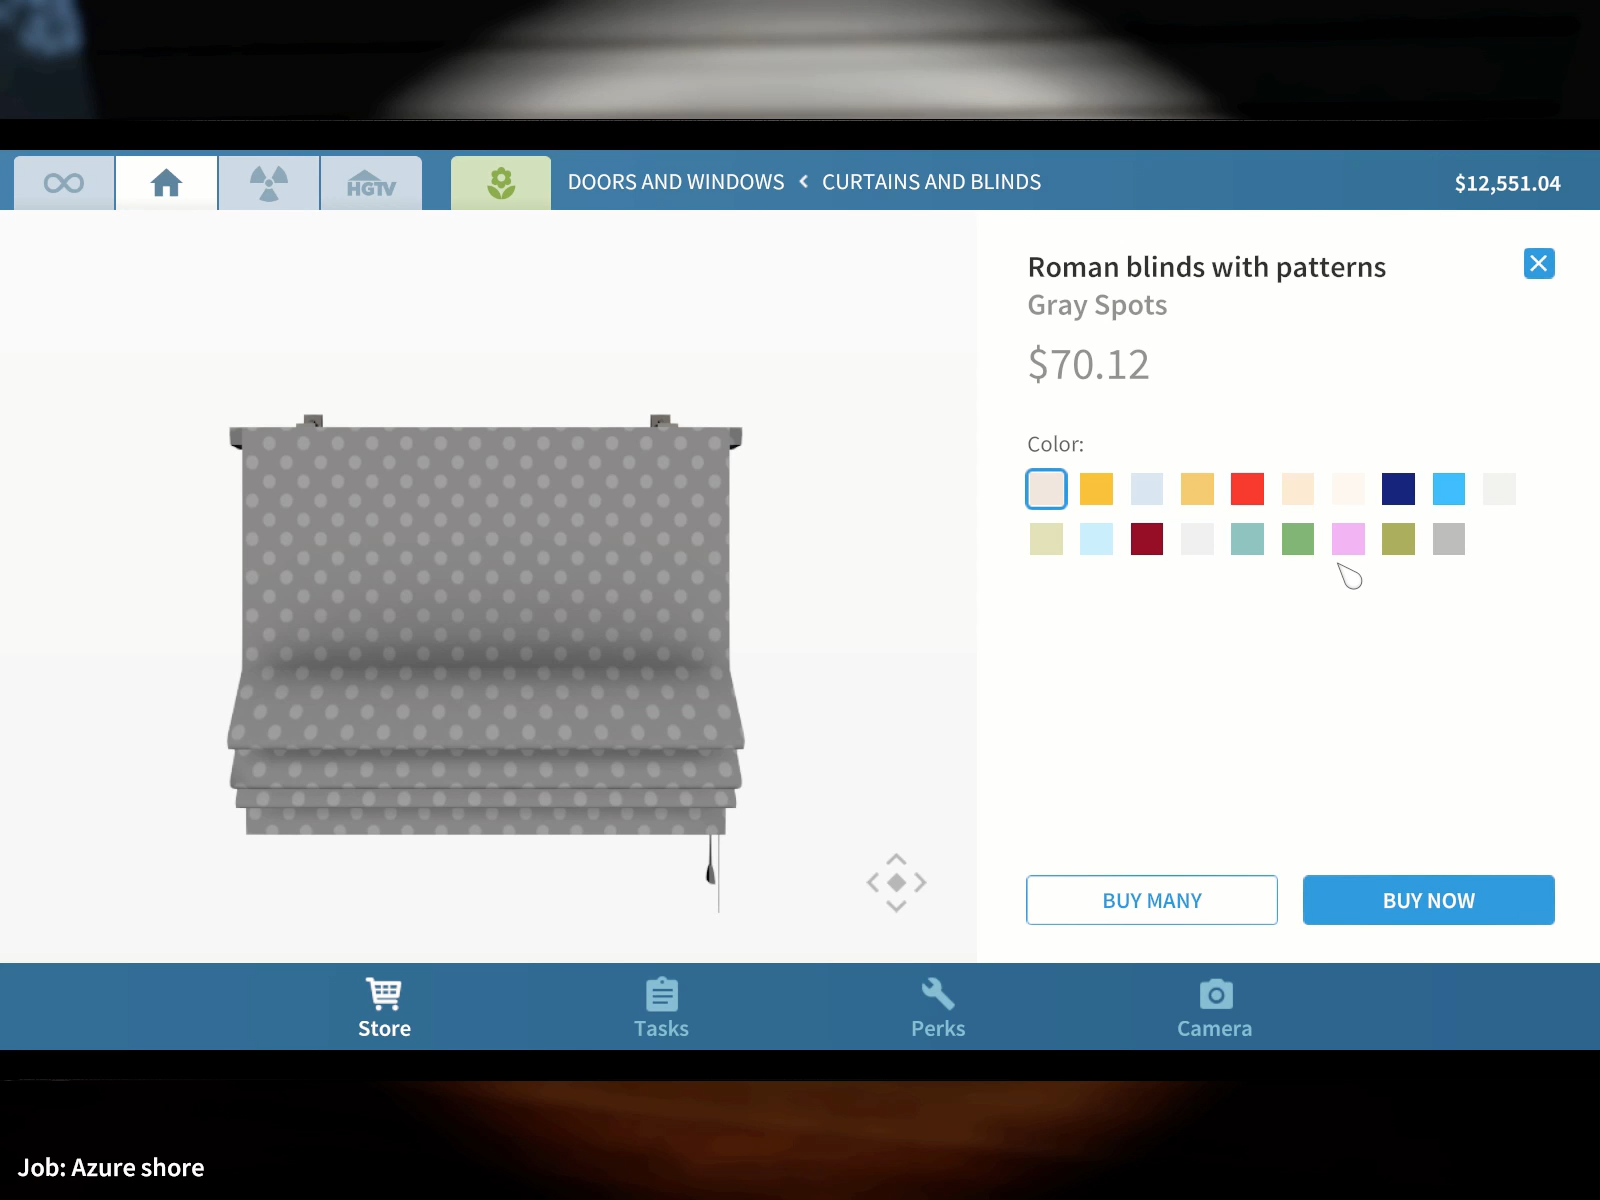 HGTV
DOORS AND WINDOWS < CURTAINS AND BLINDS
$12,551.04
Roman blinds with patterns
Gray Spots
$70.12
Color:
BUY MANY
BUY NOW
Store
Tasks
Perks
Camera
Job: Azure shore